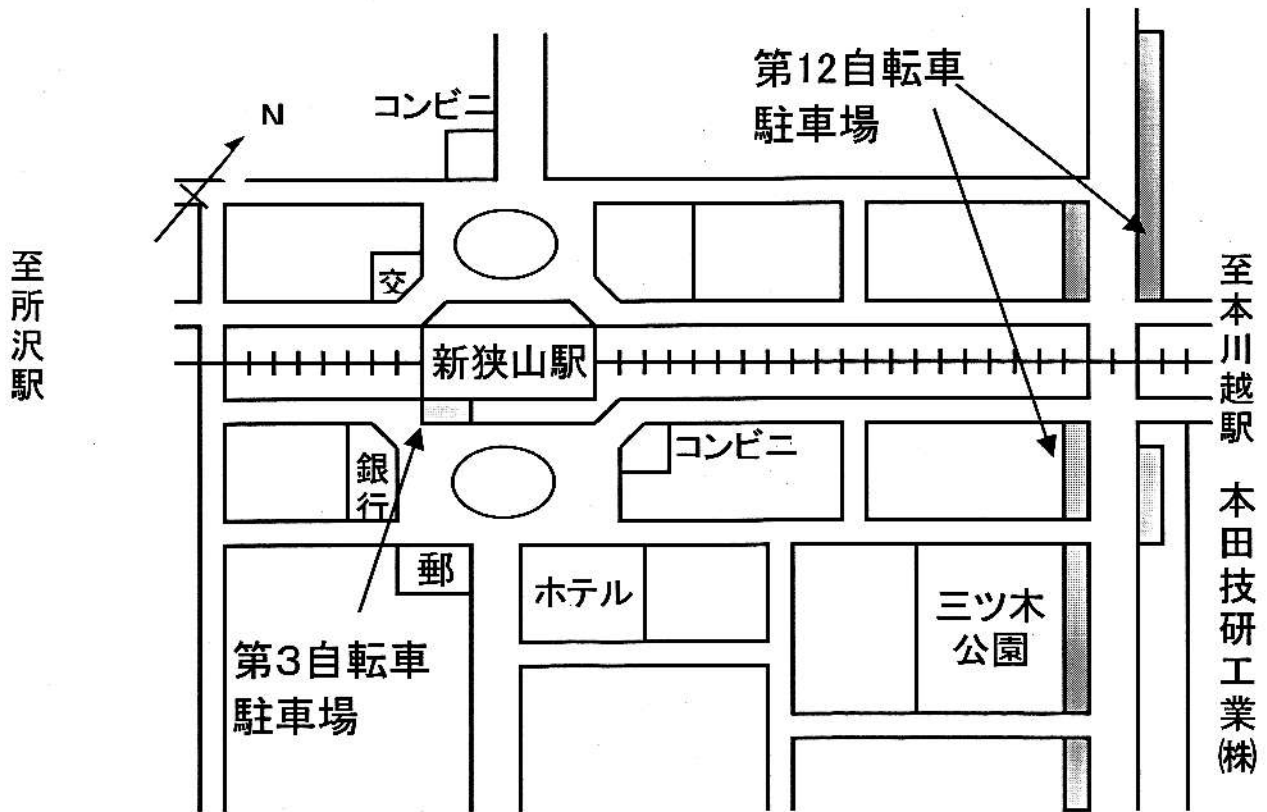 第12自転車
駐車場
コンビニ
N
交
至所沢駅
至本川越駅
新狭山駅
コンビニ
銀行
郵
ホテル
三ツ木
公園
本田技研工業㈱
第3自転車
駐車場